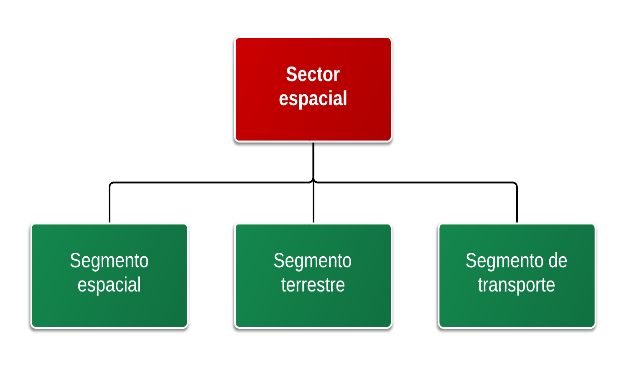 Sector
espacial
Segmento
espacial
Segmento
terrestre
Segmento de
transporte